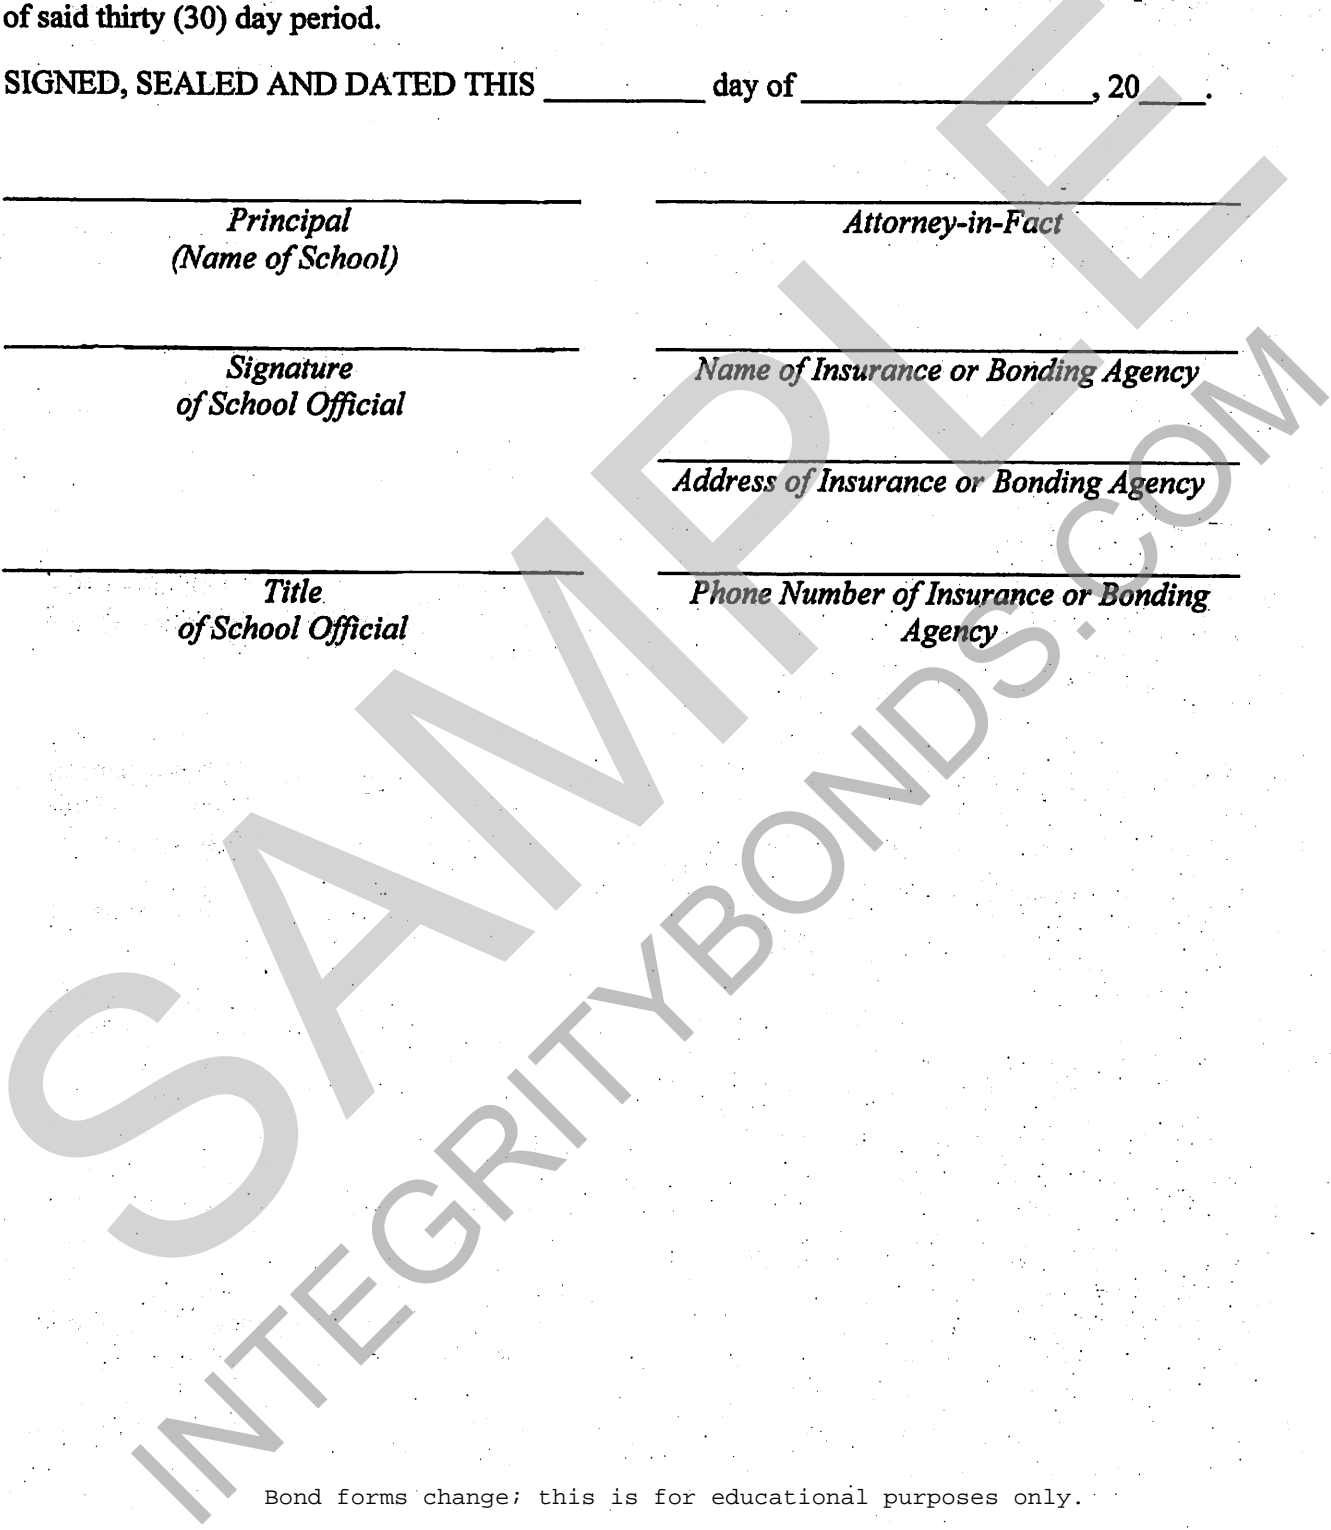 of said thirty (30) day period.
SIGNED, SEALED AND DATED THIS ________ day of ______________, 20___.
Principal
(Name of School)
Attorney-in-Fact
Signature
of School Official
Name of Insurance or Bonding Agency
Address of Insurance or Bonding Agency
Title
of School Official
Phone Number of Insurance or Bonding
Agency
SAMPLE
INTEGRITYBONDS.COM
Bond forms change; this is for educational purposes only.